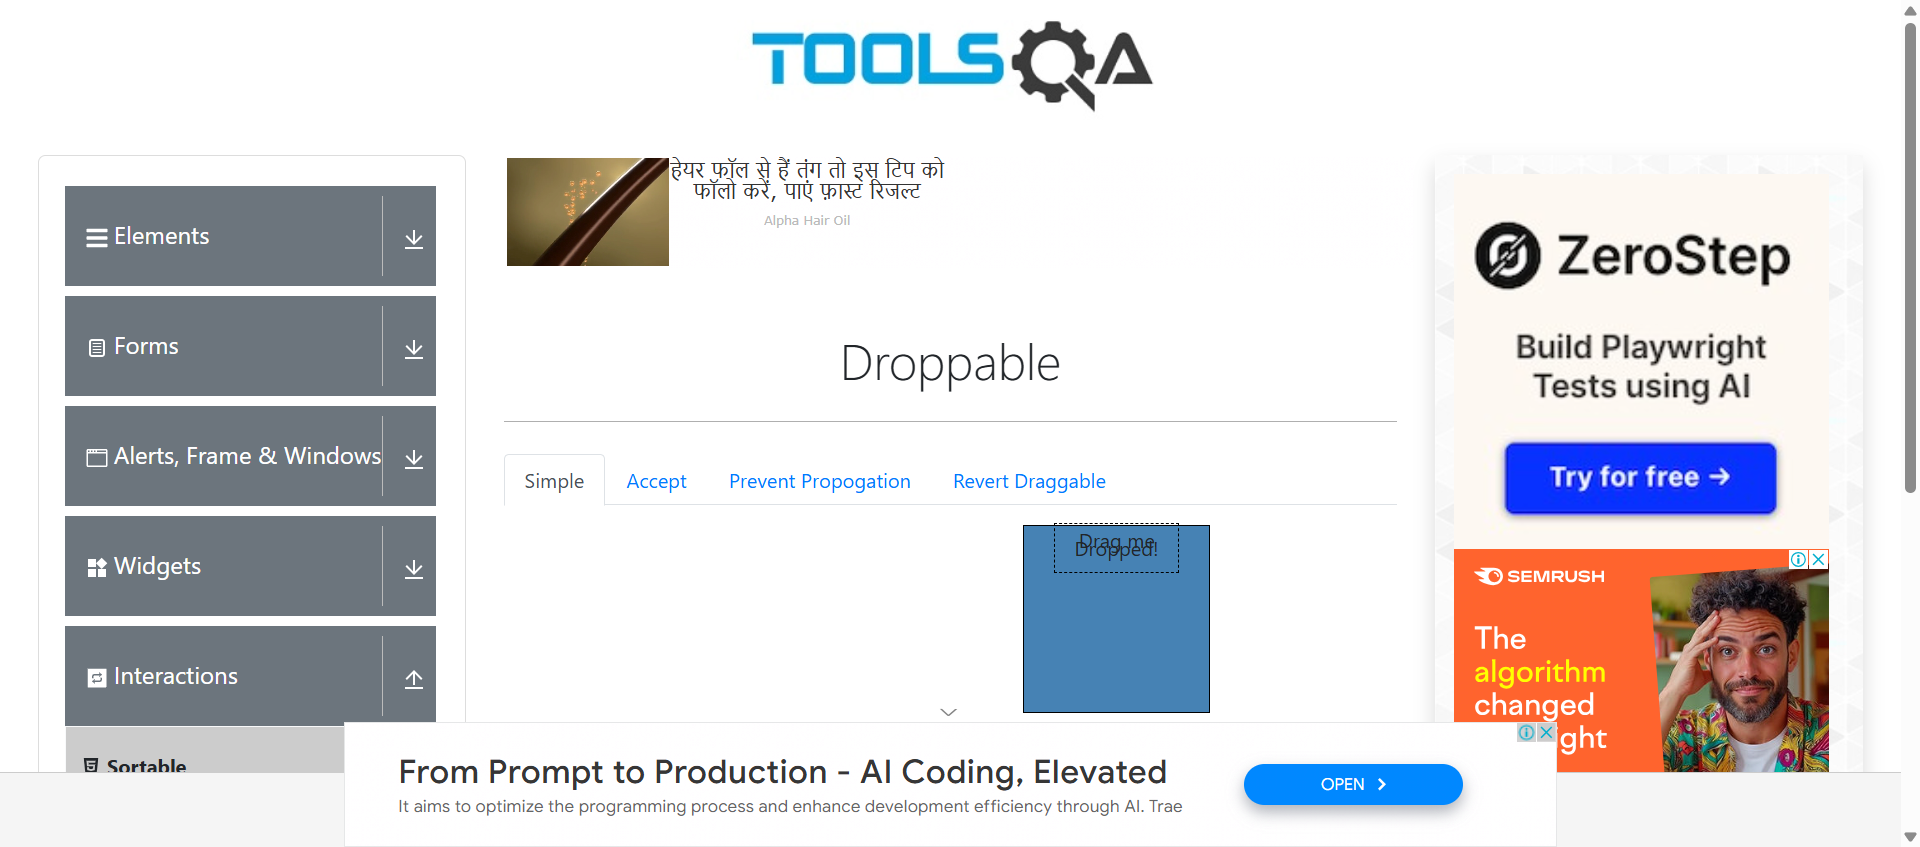 TOOLSQA
हेयर फॉल से हैं तंग तो इस टिप को
फॉलो करें, पाएं फ़ास्ट रिजल्ट
Alpha Hair Oil
Elements
Forms
Alerts, Frame & Windows
Widgets
Interactions
Sortable
Droppable
Simple
Accept
Prevent Propogation
Revert Draggable
Drag me
Dropped!
ZeroStep
Build Playwright
Tests using AI
Try for free →
SEMRUSH
The
algorithm
changed
ght
From Prompt to Production - AI Coding, Elevated
It aims to optimize the programming process and enhance development efficiency through AI. Trae
OPEN